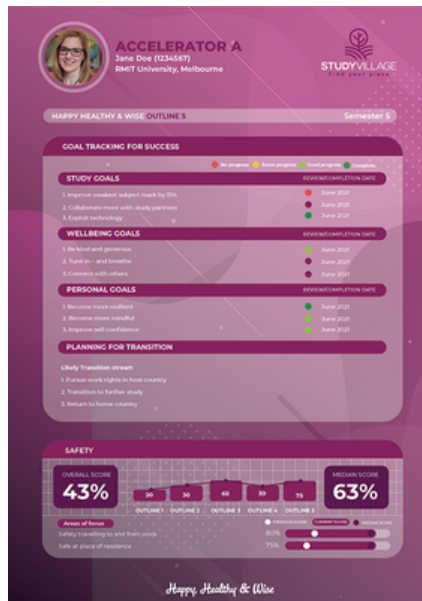 ACCELERATOR A
Jane Doe (1234567)
RMIT University, Melbourne
STUDYVILLAGE
Find your place
HAPPY HEALTHY & WISE OUTLINE 5
Semester 5
GOAL TRACKING FOR SUCCESS
No progress Some progress Good progress Complete
STUDY GOALS REVIEW/COMPLETION DATE
1. Improve weakest subject mark by 15% June 2021
2. Collaborate more with study partners June 2021
3. Exploit technology June 2021
WELLBEING GOALS REVIEW/COMPLETION DATE
1. Be kind and generous June 2021
2. Tune in - and breathe June 2021
3. Connect with others June 2021
PERSONAL GOALS REVIEW/COMPLETION DATE
1. Become more resilient June 2021
2. Become more mindful June 2021
3. Improve self-confidence June 2021
PLANNING FOR TRANSITION
Likely Transition stream
1. Pursue work rights in host country
2. Transition to further study
3. Return to home country
SAFETY
OVERALL SCORE
43%
20 30 60 30 75
OUTLINE 1 OUTLINE 2 OUTLINE 3 OUTLINE 4 OUTLINE 5
MEDIAN SCORE
63%
Areas of focus
PREVIOUS SCORE CURRENT SCORE MEDIAN SCORE
Safety travelling to and from work 80%
Safe at place of residence 75%
Happy, Healthy & Wise